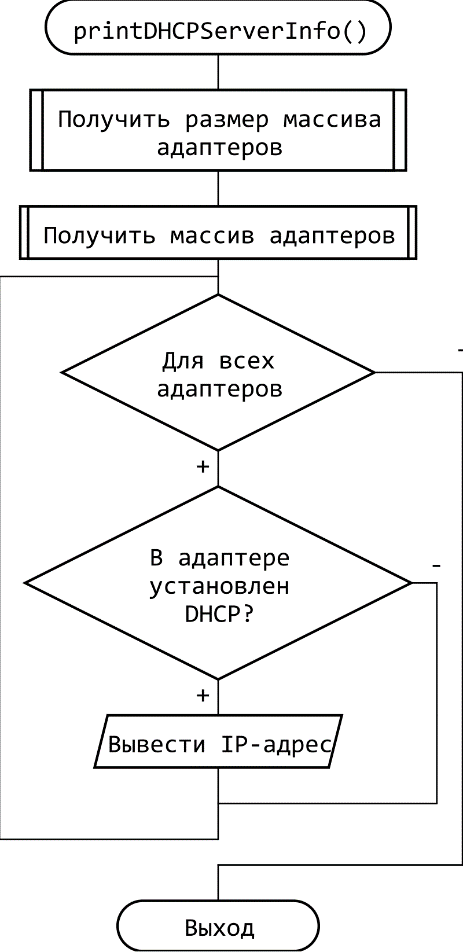 printDHCPServerInfo()
Получить размер массива
адаптеров
Получить массив адаптеров
Для всех
адаптеров
-
+
В адаптере
установлен
DHCP?
-
+
Вывести IP-адрес
Выход